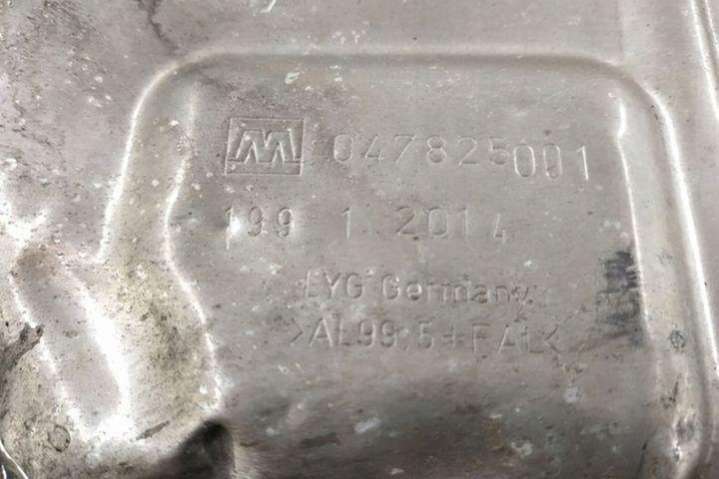 047825001
199 1 2014
LYG Germany
>AL99,5+FAL<